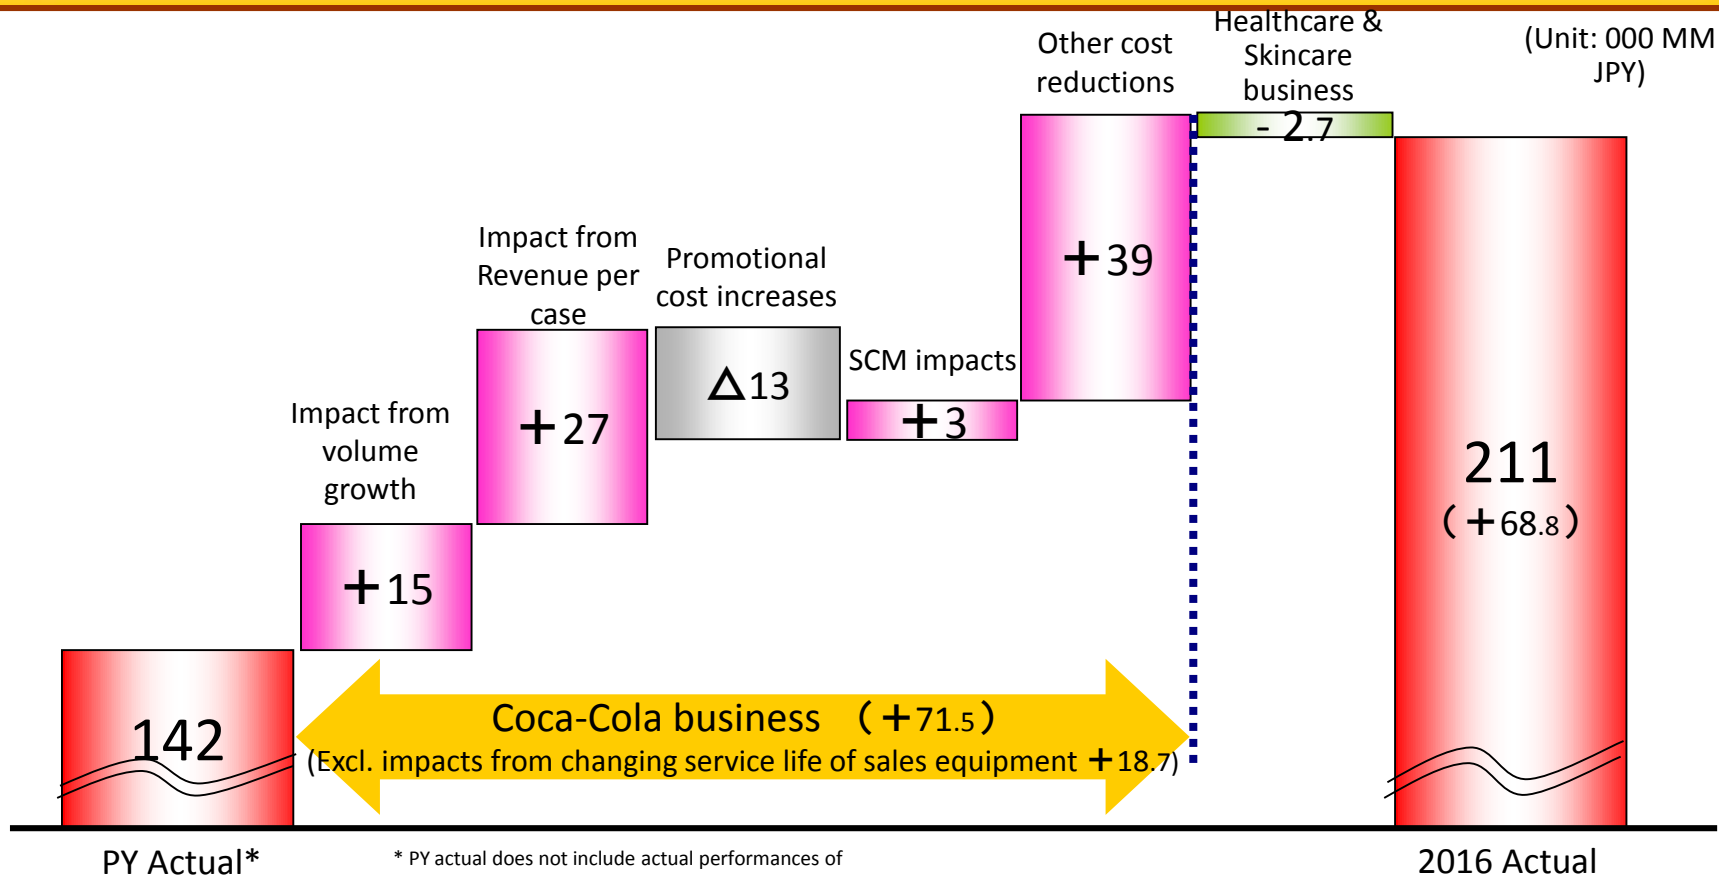 (Unit: 000 MM
JPY)
Healthcare &
Skincare
business
- 2.7
Other cost
reductions
+39
Impact from
Revenue per
case
+27
Promotional
cost increases
△13
SCM impacts
+3
Impact from
volume
growth
+15
211
(+68.8)
142
Coca-Cola business (+71.5)
(Excl. impacts from changing service life of sales equipment +18.7)
PY Actual*
* PY actual does not include actual performances of
2016 Actual